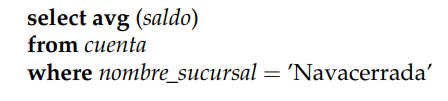 select avg (saldo)
from cuenta
where nombre_sucursal = ’Navacerrada’